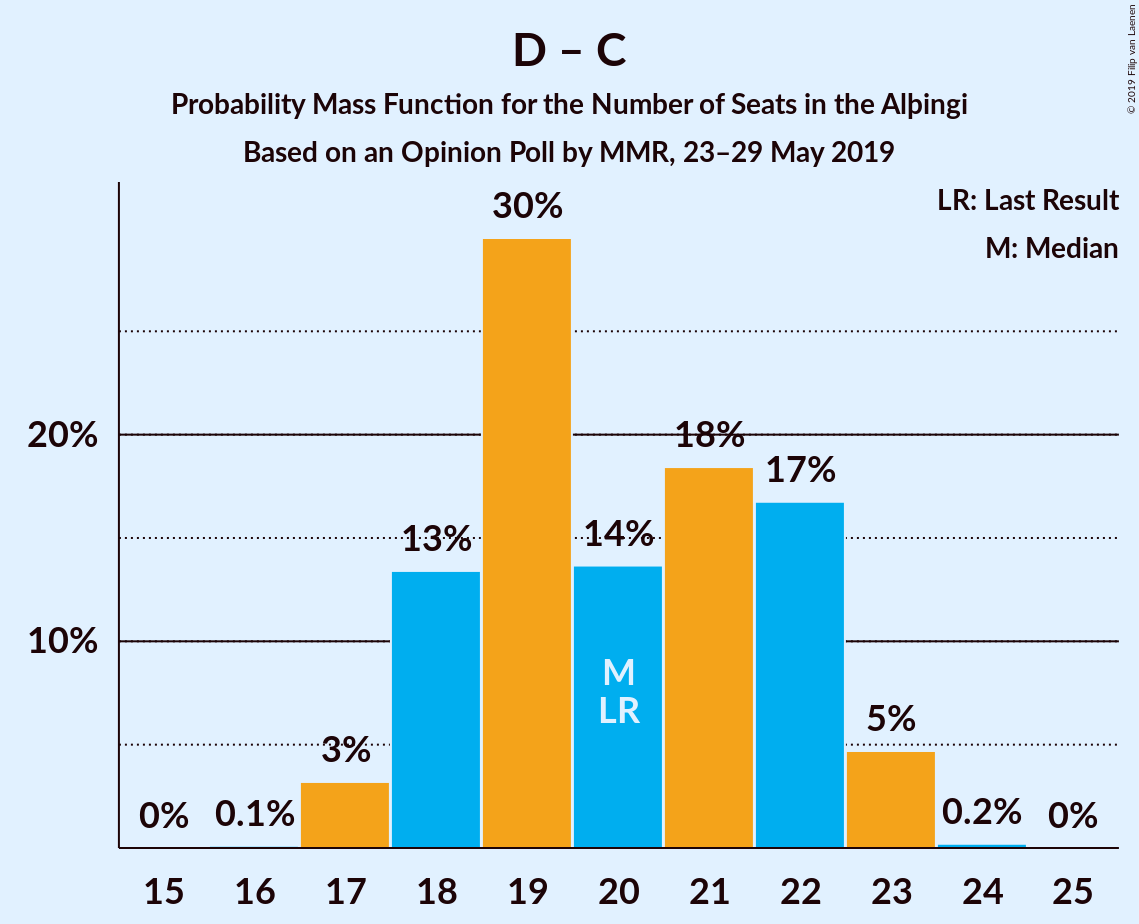 D – C
Probability Mass Function for the Number of Seats in the Alþingi
Based on an Opinion Poll by MMR, 23–29 May 2019
© 2019 Filip van Laenen
LR: Last Result
M: Median
30%
20%
18%
17%
14%
13%
10%
M
LR
5%
3%
0%
0.1%
0.2%
0%
15 16 17 18 19 20 21 22 23 24 25